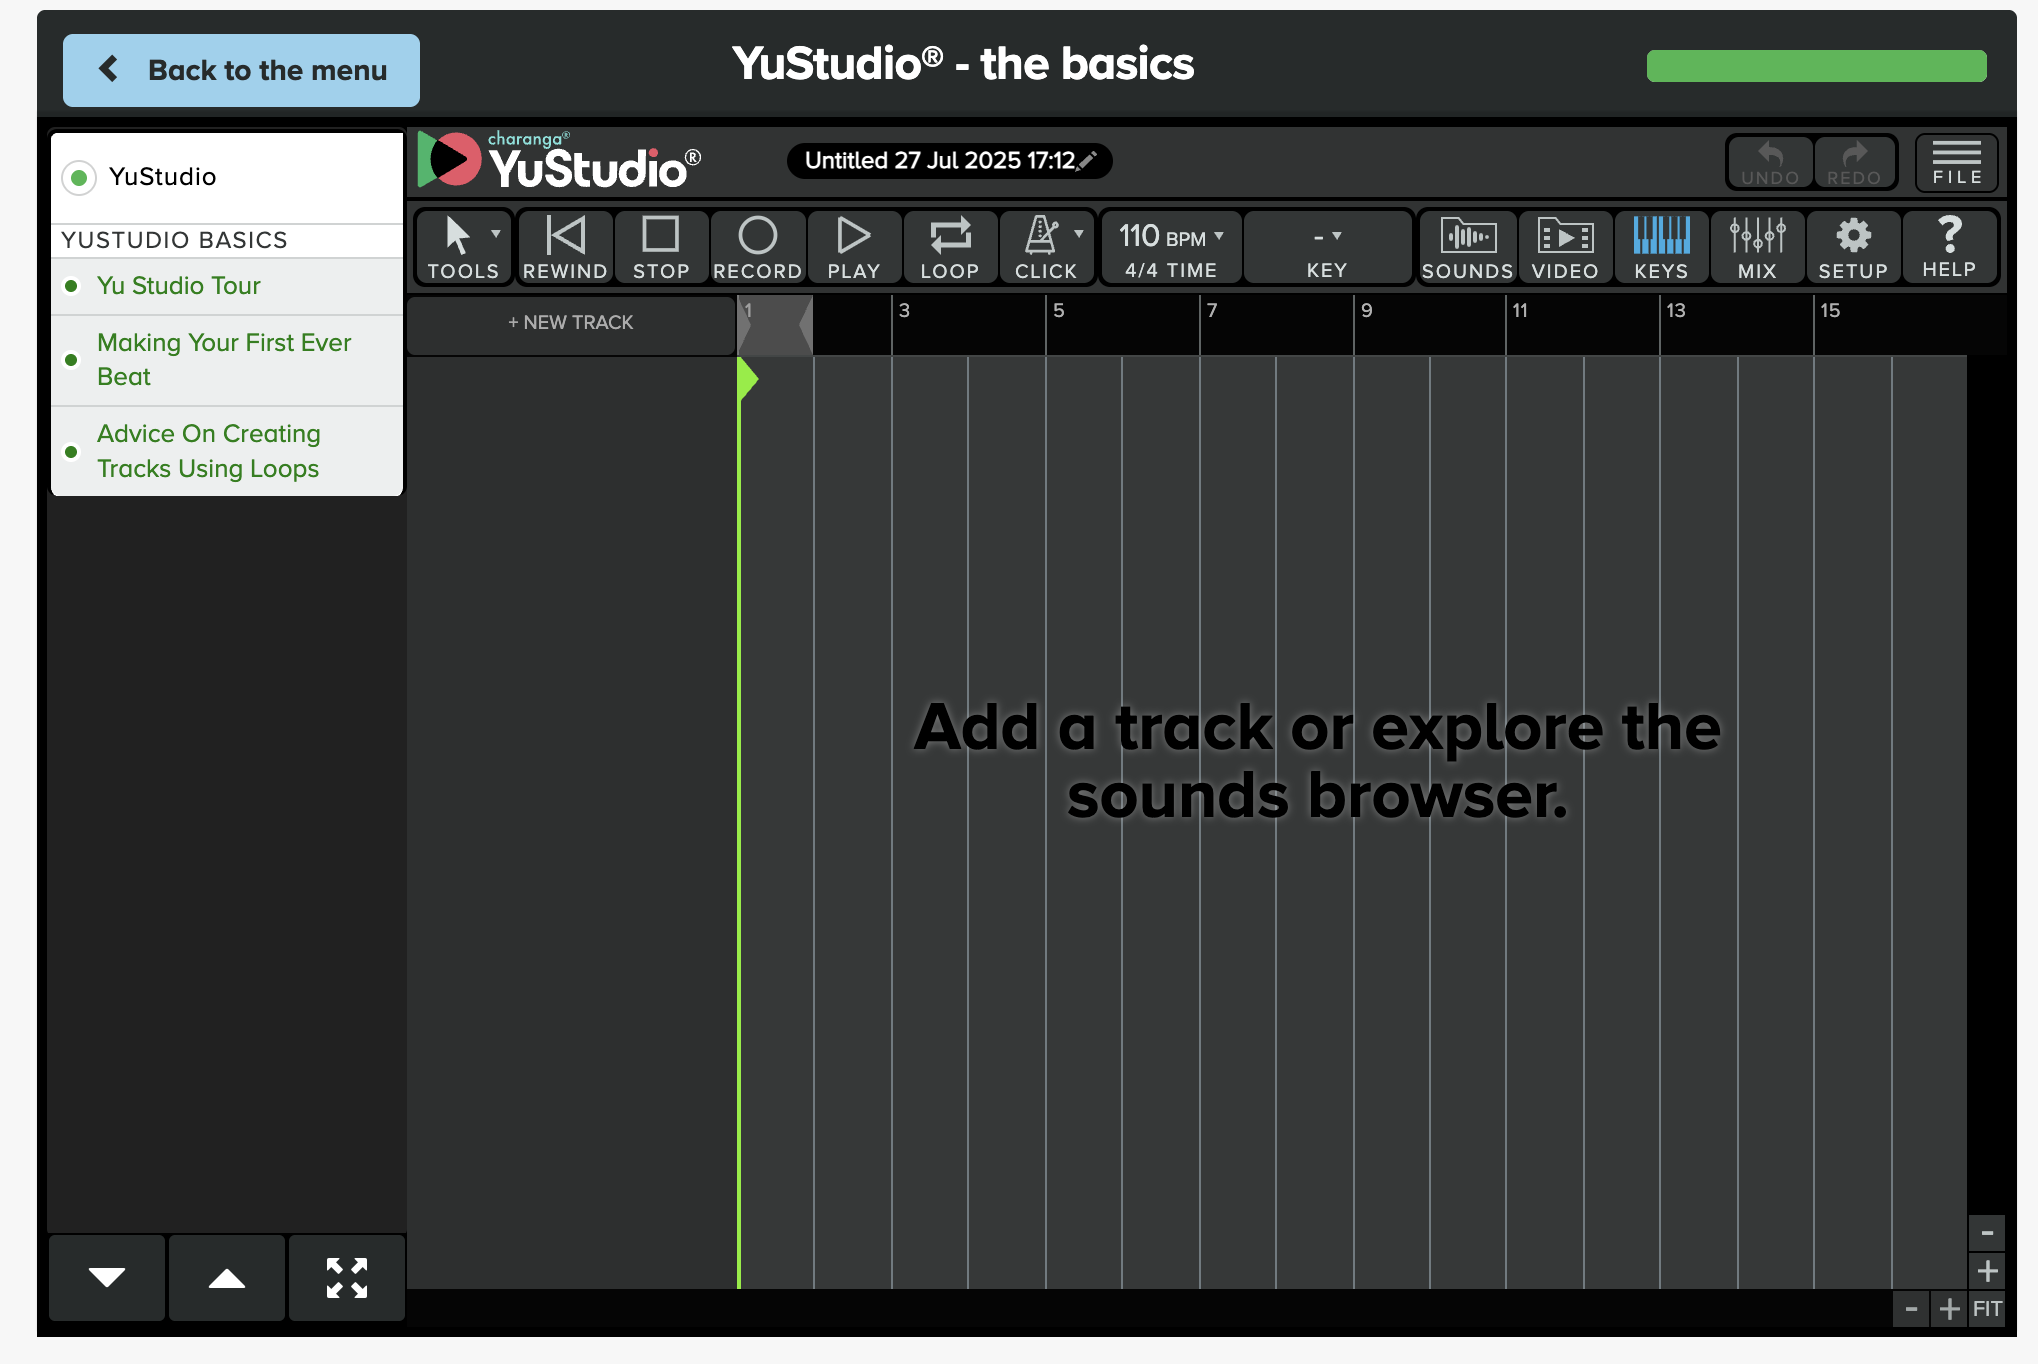 Back to the menu
YuStudio® - the basics
YuStudio
YUSTUDIO BASICS
Yu Studio Tour
Making Your First Ever
Beat
Advice On Creating
Tracks Using Loops
charanga®
YuStudio®
Untitled 27 Jul 2025 17:12
UNDO
REDO
FILE
TOOLS
REWIND
STOP
RECORD
PLAY
LOOP
CLICK
110 BPM
4/4 TIME
-
KEY
SOUNDS
VIDEO
KEYS
MIX
SETUP
?
HELP
+ NEW TRACK
1 3 5 7 9 11 13 15
Add a track or explore the
sounds browser.
-
+
- + FIT